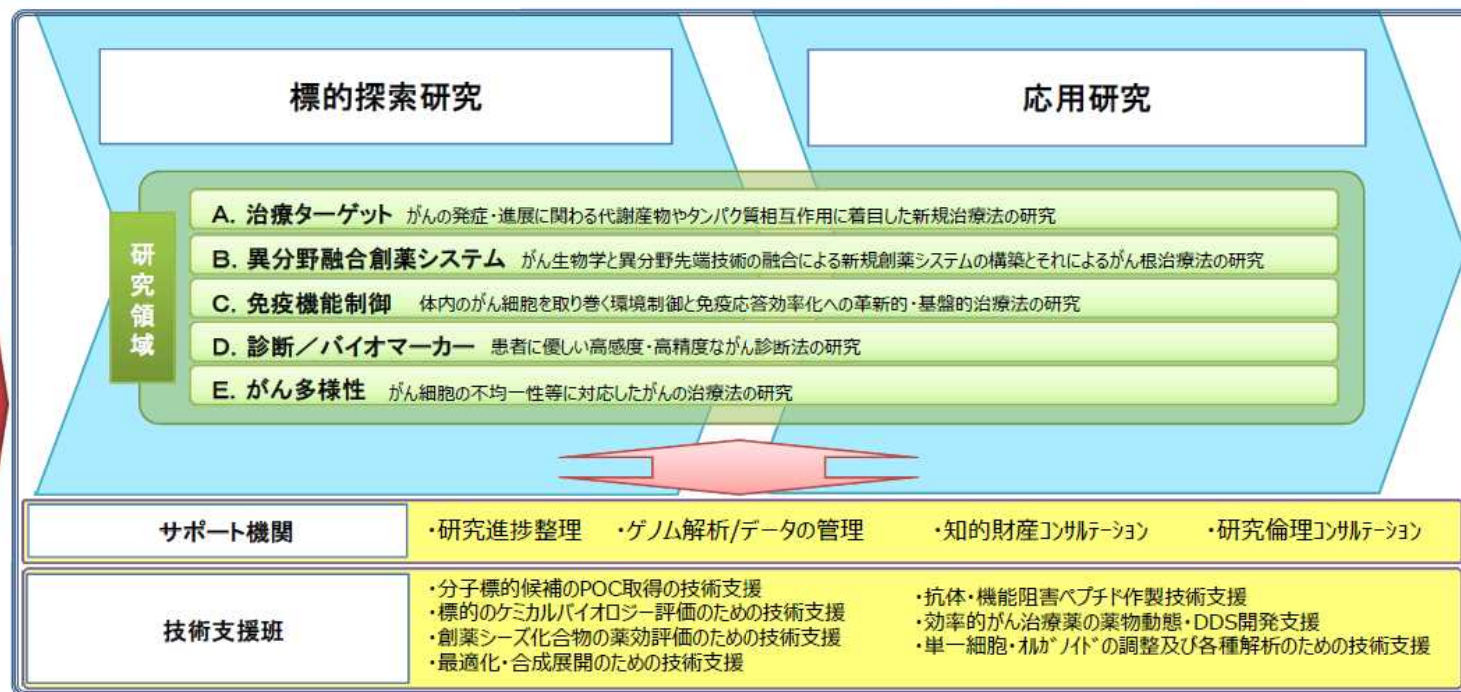 標的探索研究
応用研究
研究領域
A. 治療ターゲット がんの発症・進展に関わる代謝産物やタンパク質相互作用に着目した新規治療法の研究
B. 異分野融合創薬システム がん生物学と異分野先端技術の融合による新規創薬システムの構築とそれによるがん根治療法の研究
C. 免疫機能制御 体内のがん細胞を取り巻く環境制御と免疫応答効率化への革新的・基盤的治療法の研究
D. 診断／バイオマーカー 患者に優しい高感度・高精度ながん診断法の研究
E. がん多様性 がん細胞の不均一性等に対応したがんの治療法の研究
サポート機関
・研究進捗整理 ・ゲノム解析/データの管理 ・知的財産ｺﾝｻﾙﾃｰｼｮﾝ ・研究倫理ｺﾝｻﾙﾃｰｼｮﾝ
技術支援班
・分子標的候補のPOC取得の技術支援
・標的のケミカルバイオロジー評価のための技術支援
・創薬シーズ化合物の薬効評価のための技術支援
・最適化・合成展開のための技術支援
・抗体・機能阻害ペプチド作製技術支援
・効率的がん治療薬の薬物動態・DDS開発支援
・単一細胞・ｵﾙｶﾞﾉｲﾄﾞの調整及び各種解析のための技術支援